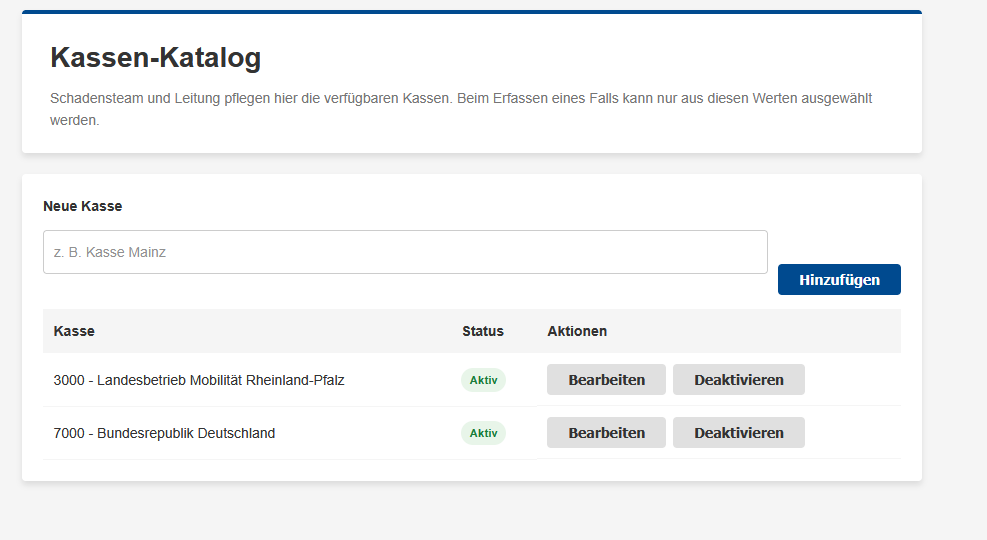 Kassen-Katalog
Schadensteam und Leitung pflegen hier die verfügbaren Kassen. Beim Erfassen eines Falls kann nur aus diesen Werten ausgewählt
werden.
Neue Kasse
z. B. Kasse Mainz
Hinzufügen
Kasse Status Aktionen
3000 - Landesbetrieb Mobilität Rheinland-Pfalz Aktiv Bearbeiten Deaktivieren
7000 - Bundesrepublik Deutschland Aktiv Bearbeiten Deaktivieren